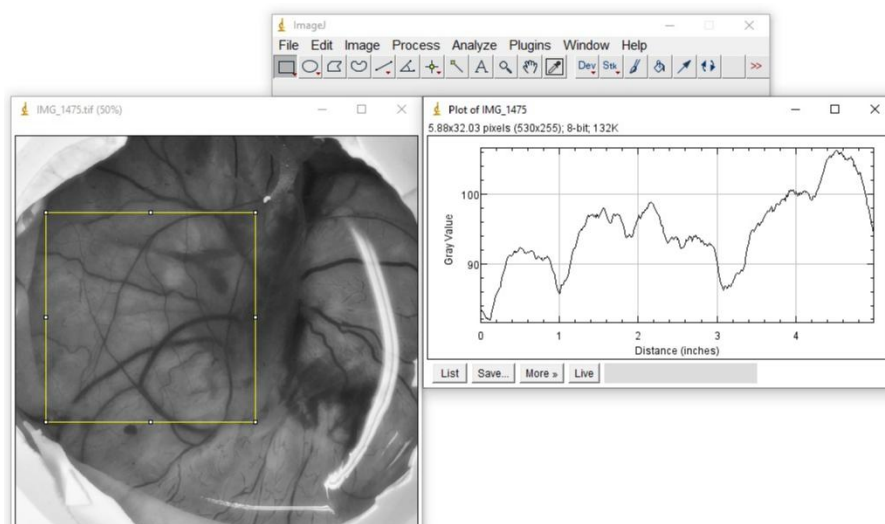 ImageJ
File Edit Image Process Analyze Plugins Window Help
Dev Stk >>
IMG_1475.tif (50%)
Plot of IMG_1475
5.88x32.03 pixels (530x255); 8-bit; 132K
100
90
Gray Value
0 1 2 3 4
Distance (inches)
List Save... More » Live